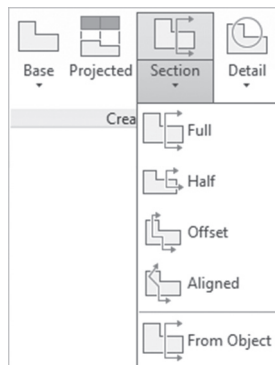 Base Projected Section Detail
Crea
Full
Half
Offset
Aligned
From Object